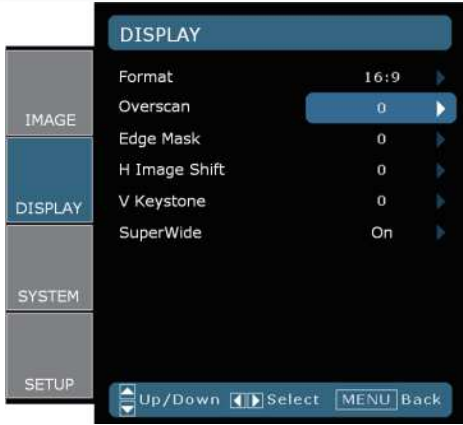 DISPLAY
IMAGE
DISPLAY
SYSTEM
SETUP
Format 16:9
Overscan 0
Edge Mask 0
H Image Shift 0
V Keystone 0
SuperWide On
Up/Down Select MENU Back